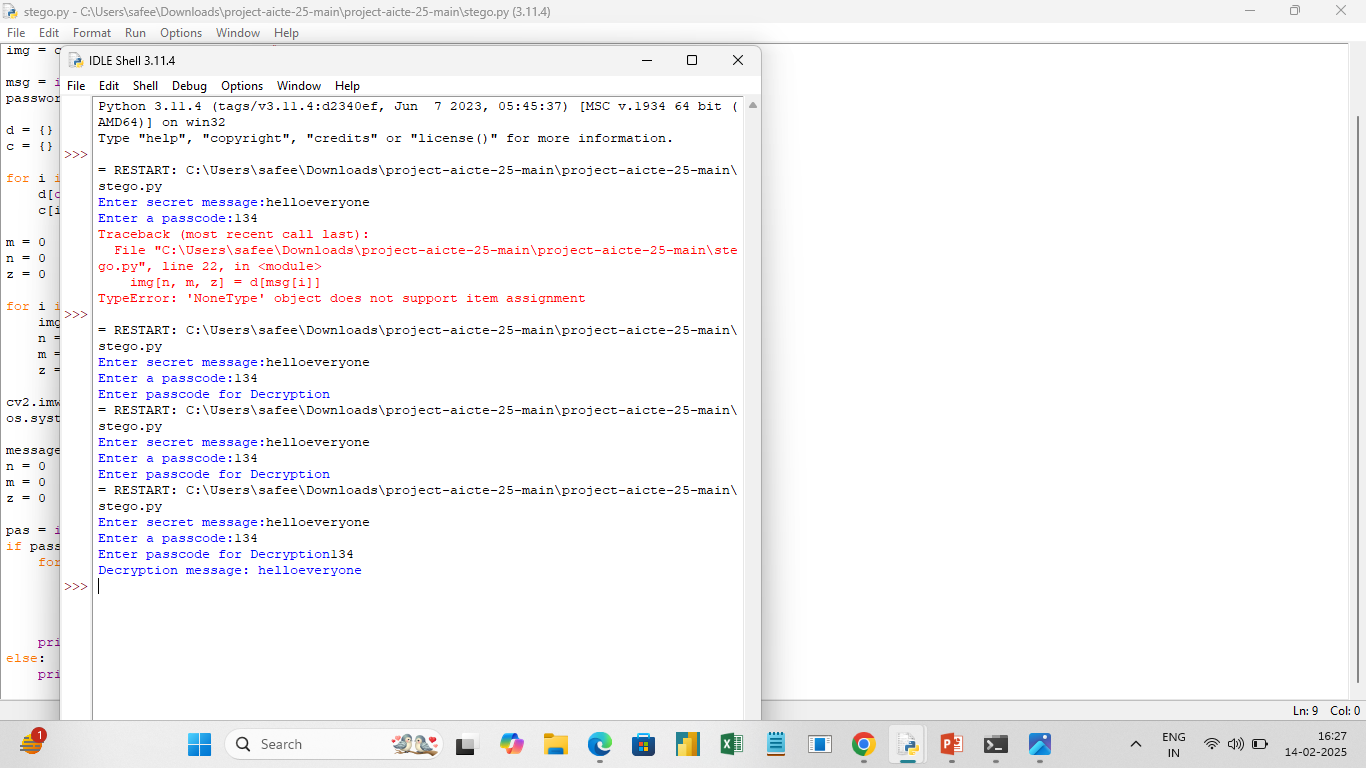 stego.py - C:\Users\safee\Downloads\project-aicte-25-main\project-aicte-25-main\stego.py (3.11.4)
File Edit Format Run Options Window Help
img = c
msg = i
passwor
d = {}
c = {}
for i i
d[c
c[i
m = 0
n = 0
z = 0
for i i
img
n =
m =
z =
cv2.imw
os.syst
message
n = 0
m = 0
z = 0
pas = i
if pass
for
pri
else:
pri
IDLE Shell 3.11.4
File Edit Shell Debug Options Window Help
Python 3.11.4 (tags/v3.11.4:d2340ef, Jun 7 2023, 05:45:37) [MSC v.1934 64 bit (
AMD64)] on win32
Type "help", "copyright", "credits" or "license()" for more information.
>>>
= RESTART: C:\Users\safee\Downloads\project-aicte-25-main\project-aicte-25-main\
stego.py
Enter secret message:helloeveryone
Enter a passcode:134
Traceback (most recent call last):
File "C:\Users\safee\Downloads\project-aicte-25-main\project-aicte-25-main\ste
go.py", line 22, in <module>
img[n, m, z] = d[msg[i]]
TypeError: 'NoneType' object does not support item assignment
>>>
= RESTART: C:\Users\safee\Downloads\project-aicte-25-main\project-aicte-25-main\
stego.py
Enter secret message:helloeveryone
Enter a passcode:134
Enter passcode for Decryption
= RESTART: C:\Users\safee\Downloads\project-aicte-25-main\project-aicte-25-main\
stego.py
Enter secret message:helloeveryone
Enter a passcode:134
Enter passcode for Decryption
= RESTART: C:\Users\safee\Downloads\project-aicte-25-main\project-aicte-25-main\
stego.py
Enter secret message:helloeveryone
Enter a passcode:134
Enter passcode for Decryption134
Decryption message: helloeveryone
>>>
Ln: 9 Col: 0
1
Search
ENG
IN
16:27
14-02-2025